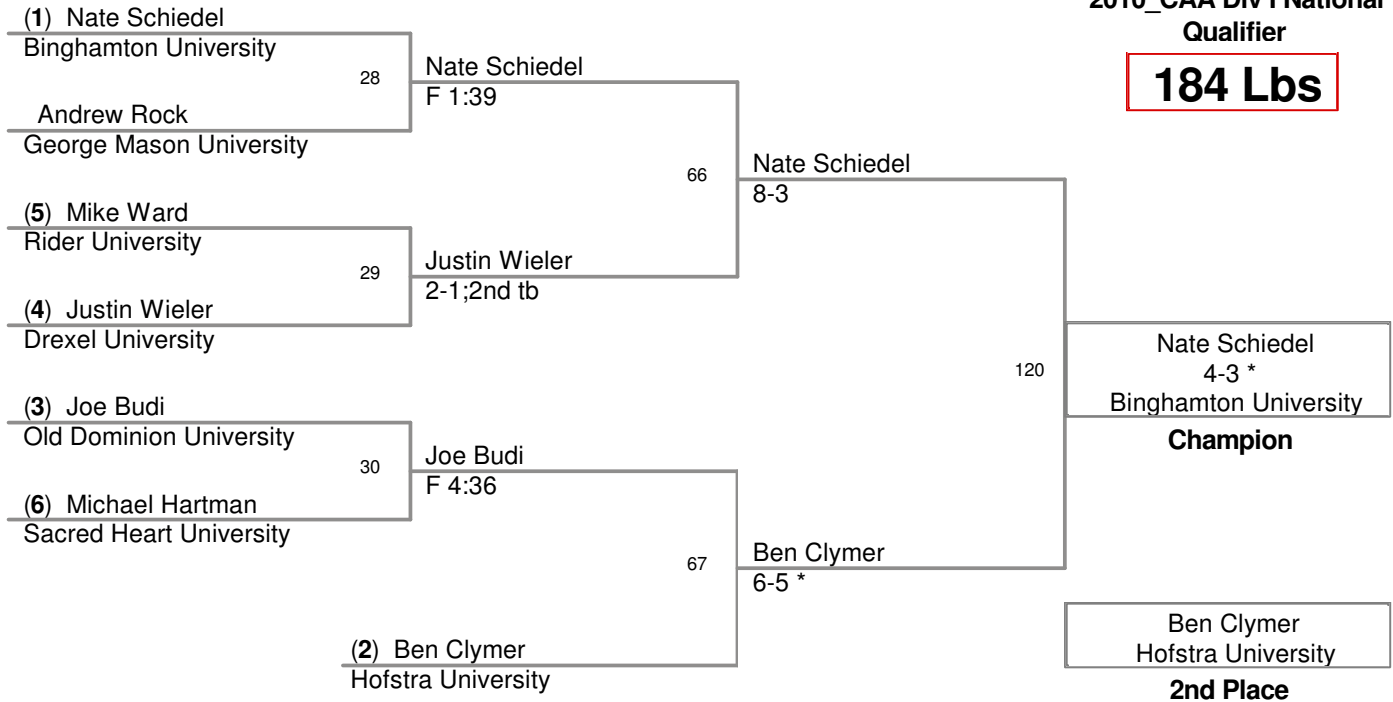 2010_CAA Div I National
Qualifier
184 Lbs
(1) Nate Schiedel
Binghamton University
28
Nate Schiedel
F 1:39
Andrew Rock
George Mason University
66
Nate Schiedel
8-3
(5) Mike Ward
Rider University
29
Justin Wieler
2-1;2nd tb
(4) Justin Wieler
Drexel University
120
Nate Schiedel
4-3 *
Binghamton University
Champion
(3) Joe Budi
Old Dominion University
30
Joe Budi
F 4:36
(6) Michael Hartman
Sacred Heart University
67
Ben Clymer
6-5 *
(2) Ben Clymer
Hofstra University
Ben Clymer
Hofstra University
2nd Place